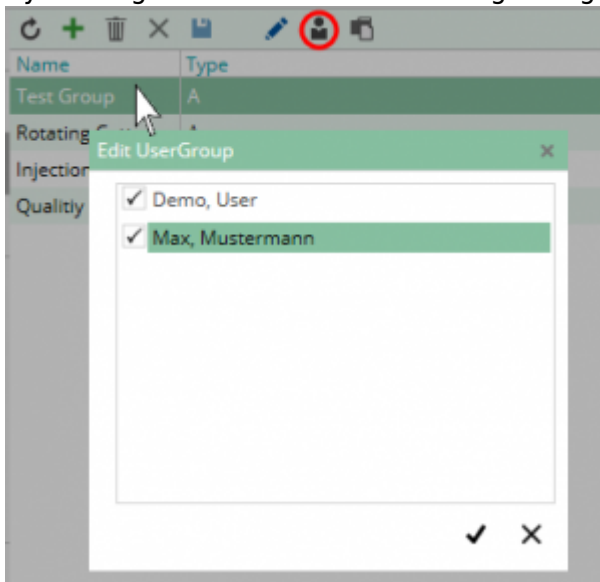 Name Type
Test Group A
Rotating
Injection
Qualitiy
Edit UserGroup
Demo, User
Max, Mustermann